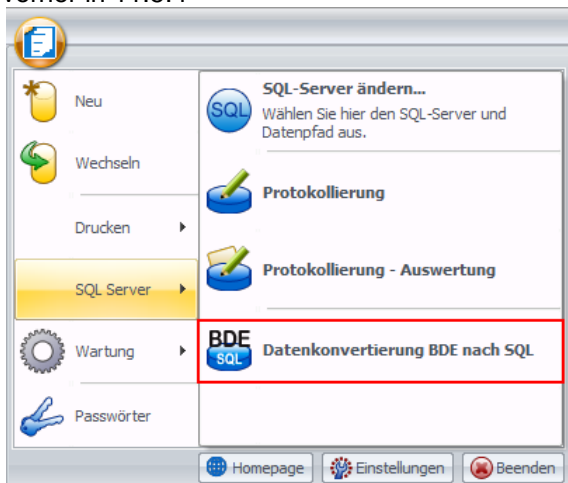 Neu
Wechseln
Drucken
SQL Server
Wartung
Passwörter
SQL
SQL-Server ändern...
Wählen Sie hier den SQL-Server und
Datenpfad aus.
Protokollierung
Protokollierung - Auswertung
BDE
SQL
Datenkonvertierung BDE nach SQL
Homepage
Einstellungen
Beenden